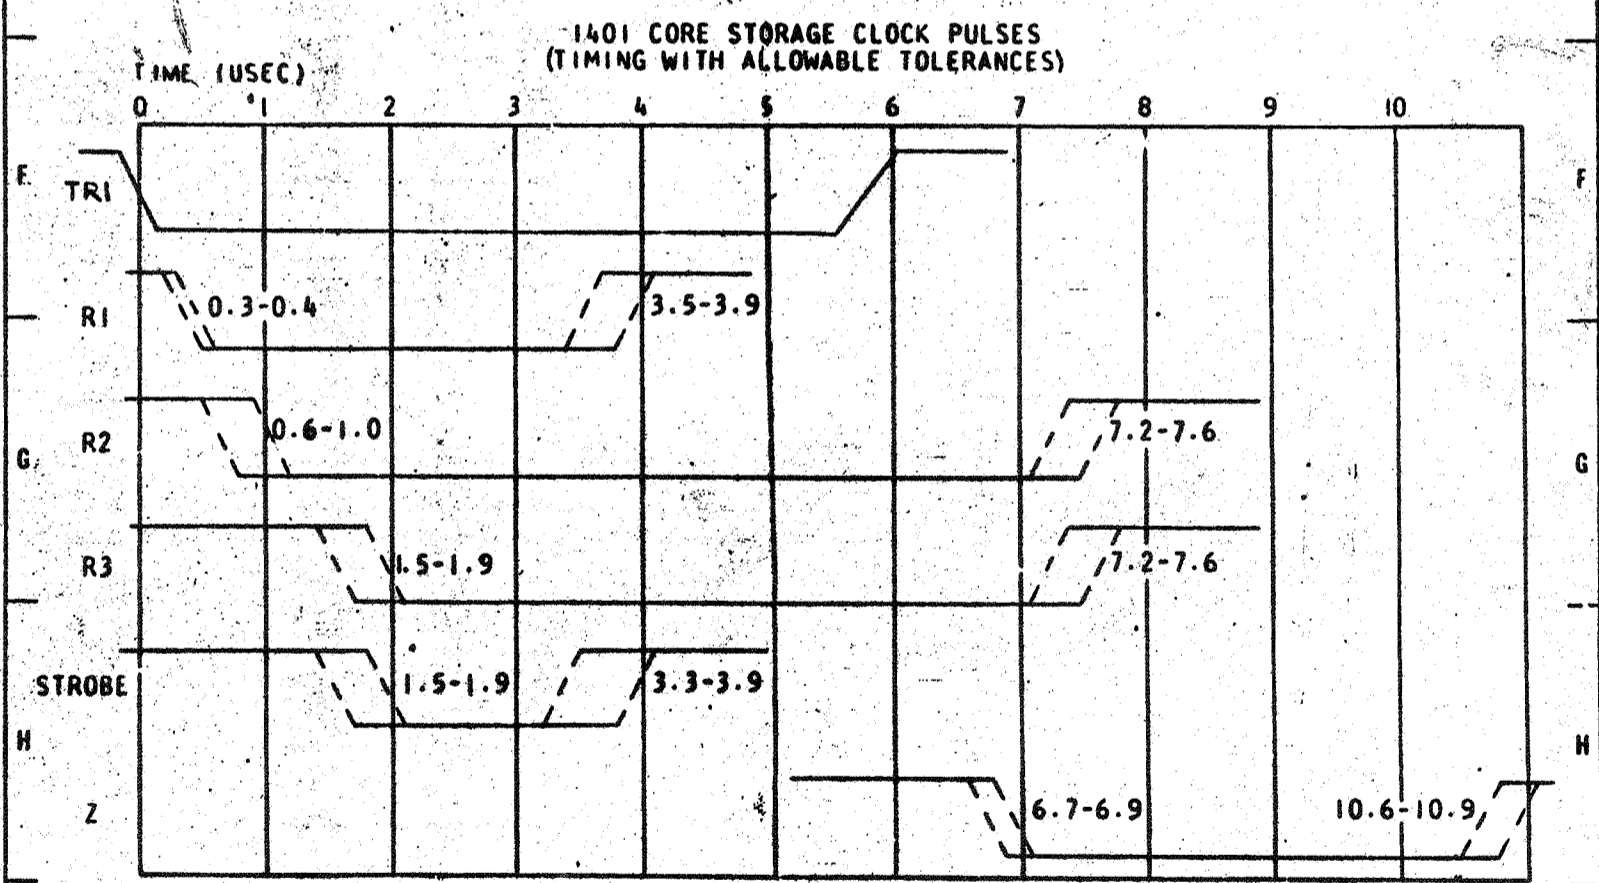 1401 CORE STORAGE CLOCK PULSES
(TIMING WITH ALLOWABLE TOLERANCES)
TIME (USEC)
0 1 2 3 4 5 6 7 8 9 10
F
TR1
F
R1
0.3-0.4
3.5-3.9
R2
0.6-1.0
7.2-7.6
G
G
R3
1.5-1.9
7.2-7.6
STROBE
1.5-1.9
3.3-3.9
H
H
Z
6.7-6.9
10.6-10.9